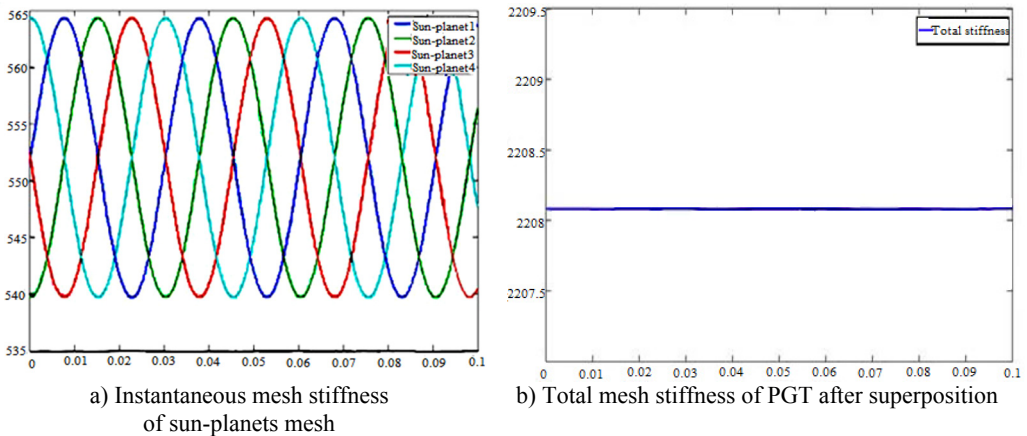 565
560
555
550
545
540
535
0 0.01 0.02 0.03 0.04 0.05 0.06 0.07 0.08 0.09 0.1
Sun-planet1
Sun-planet2
Sun-planet3
Sun-planet4
a) Instantaneous mesh stiffness
of sun-planets mesh
2209.5
2209
2208.5
2208
2207.5
0 0.01 0.02 0.03 0.04 0.05 0.06 0.07 0.08 0.09 0.1
Total stiffness
b) Total mesh stiffness of PGT after superposition